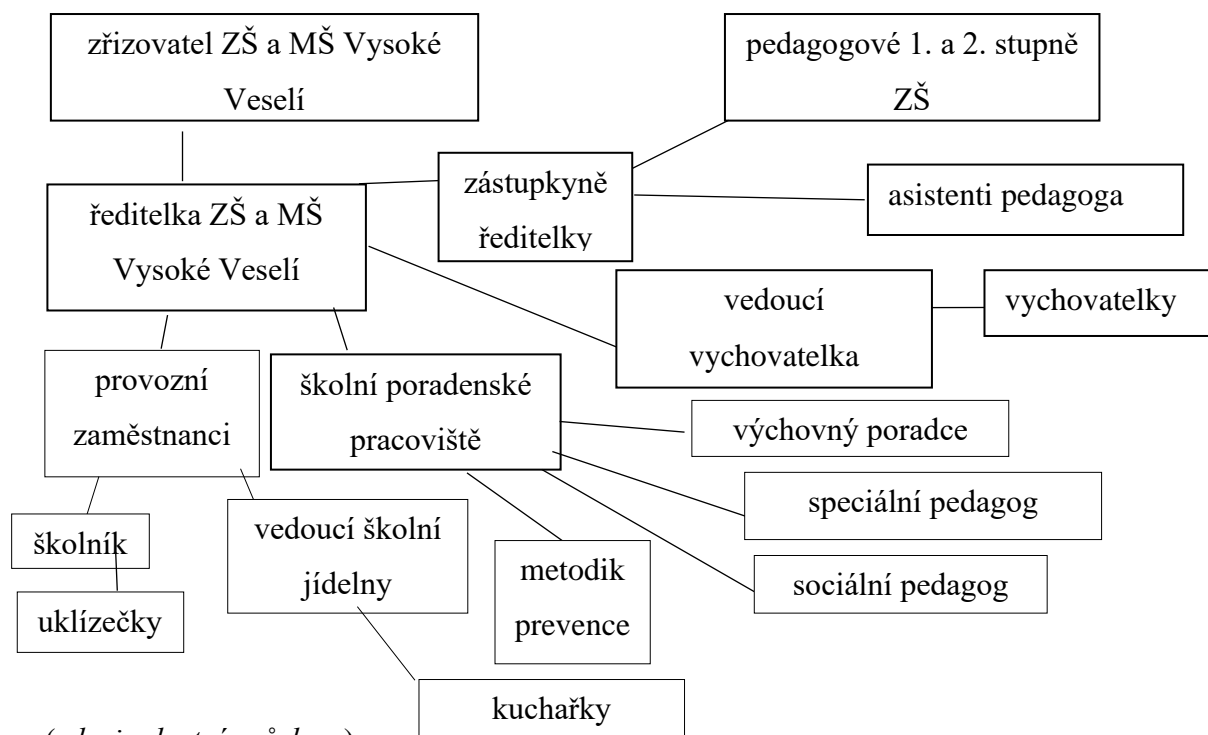 zřizovatel ZŠ a MŠ Vysoké
Veselí
pedagogové 1. a 2. stupně
ZŠ
zástupkyně
ředitelky
asistenti pedagoga
ředitelka ZŠ a MŠ
Vysoké Veselí
vedoucí
vychovatelka
vychovatelky
provozní
zaměstnanci
školní poradenské
pracoviště
výchovný poradce
speciální pedagog
školník
vedoucí školní
jídelny
metodik
prevence
sociální pedagog
uklízečky
kuchařky